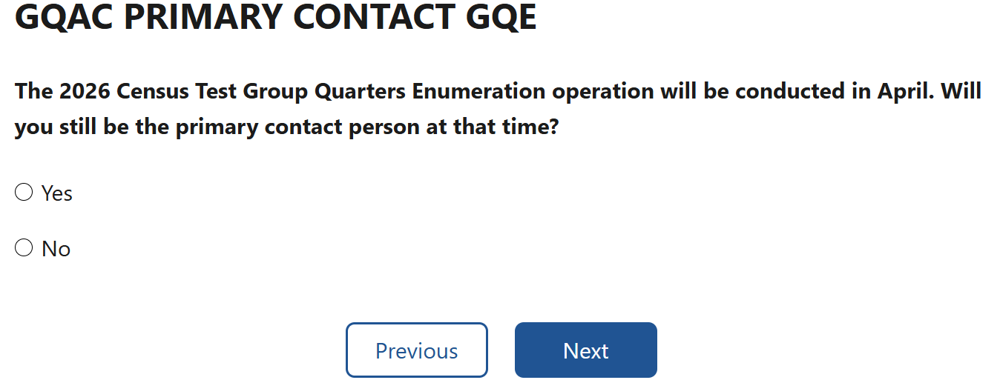 GQAC PRIMARY CONTACT GQE
The 2026 Census Test Group Quarters Enumeration operation will be conducted in April. Will
you still be the primary contact person at that time?
Yes
No
Previous
Next